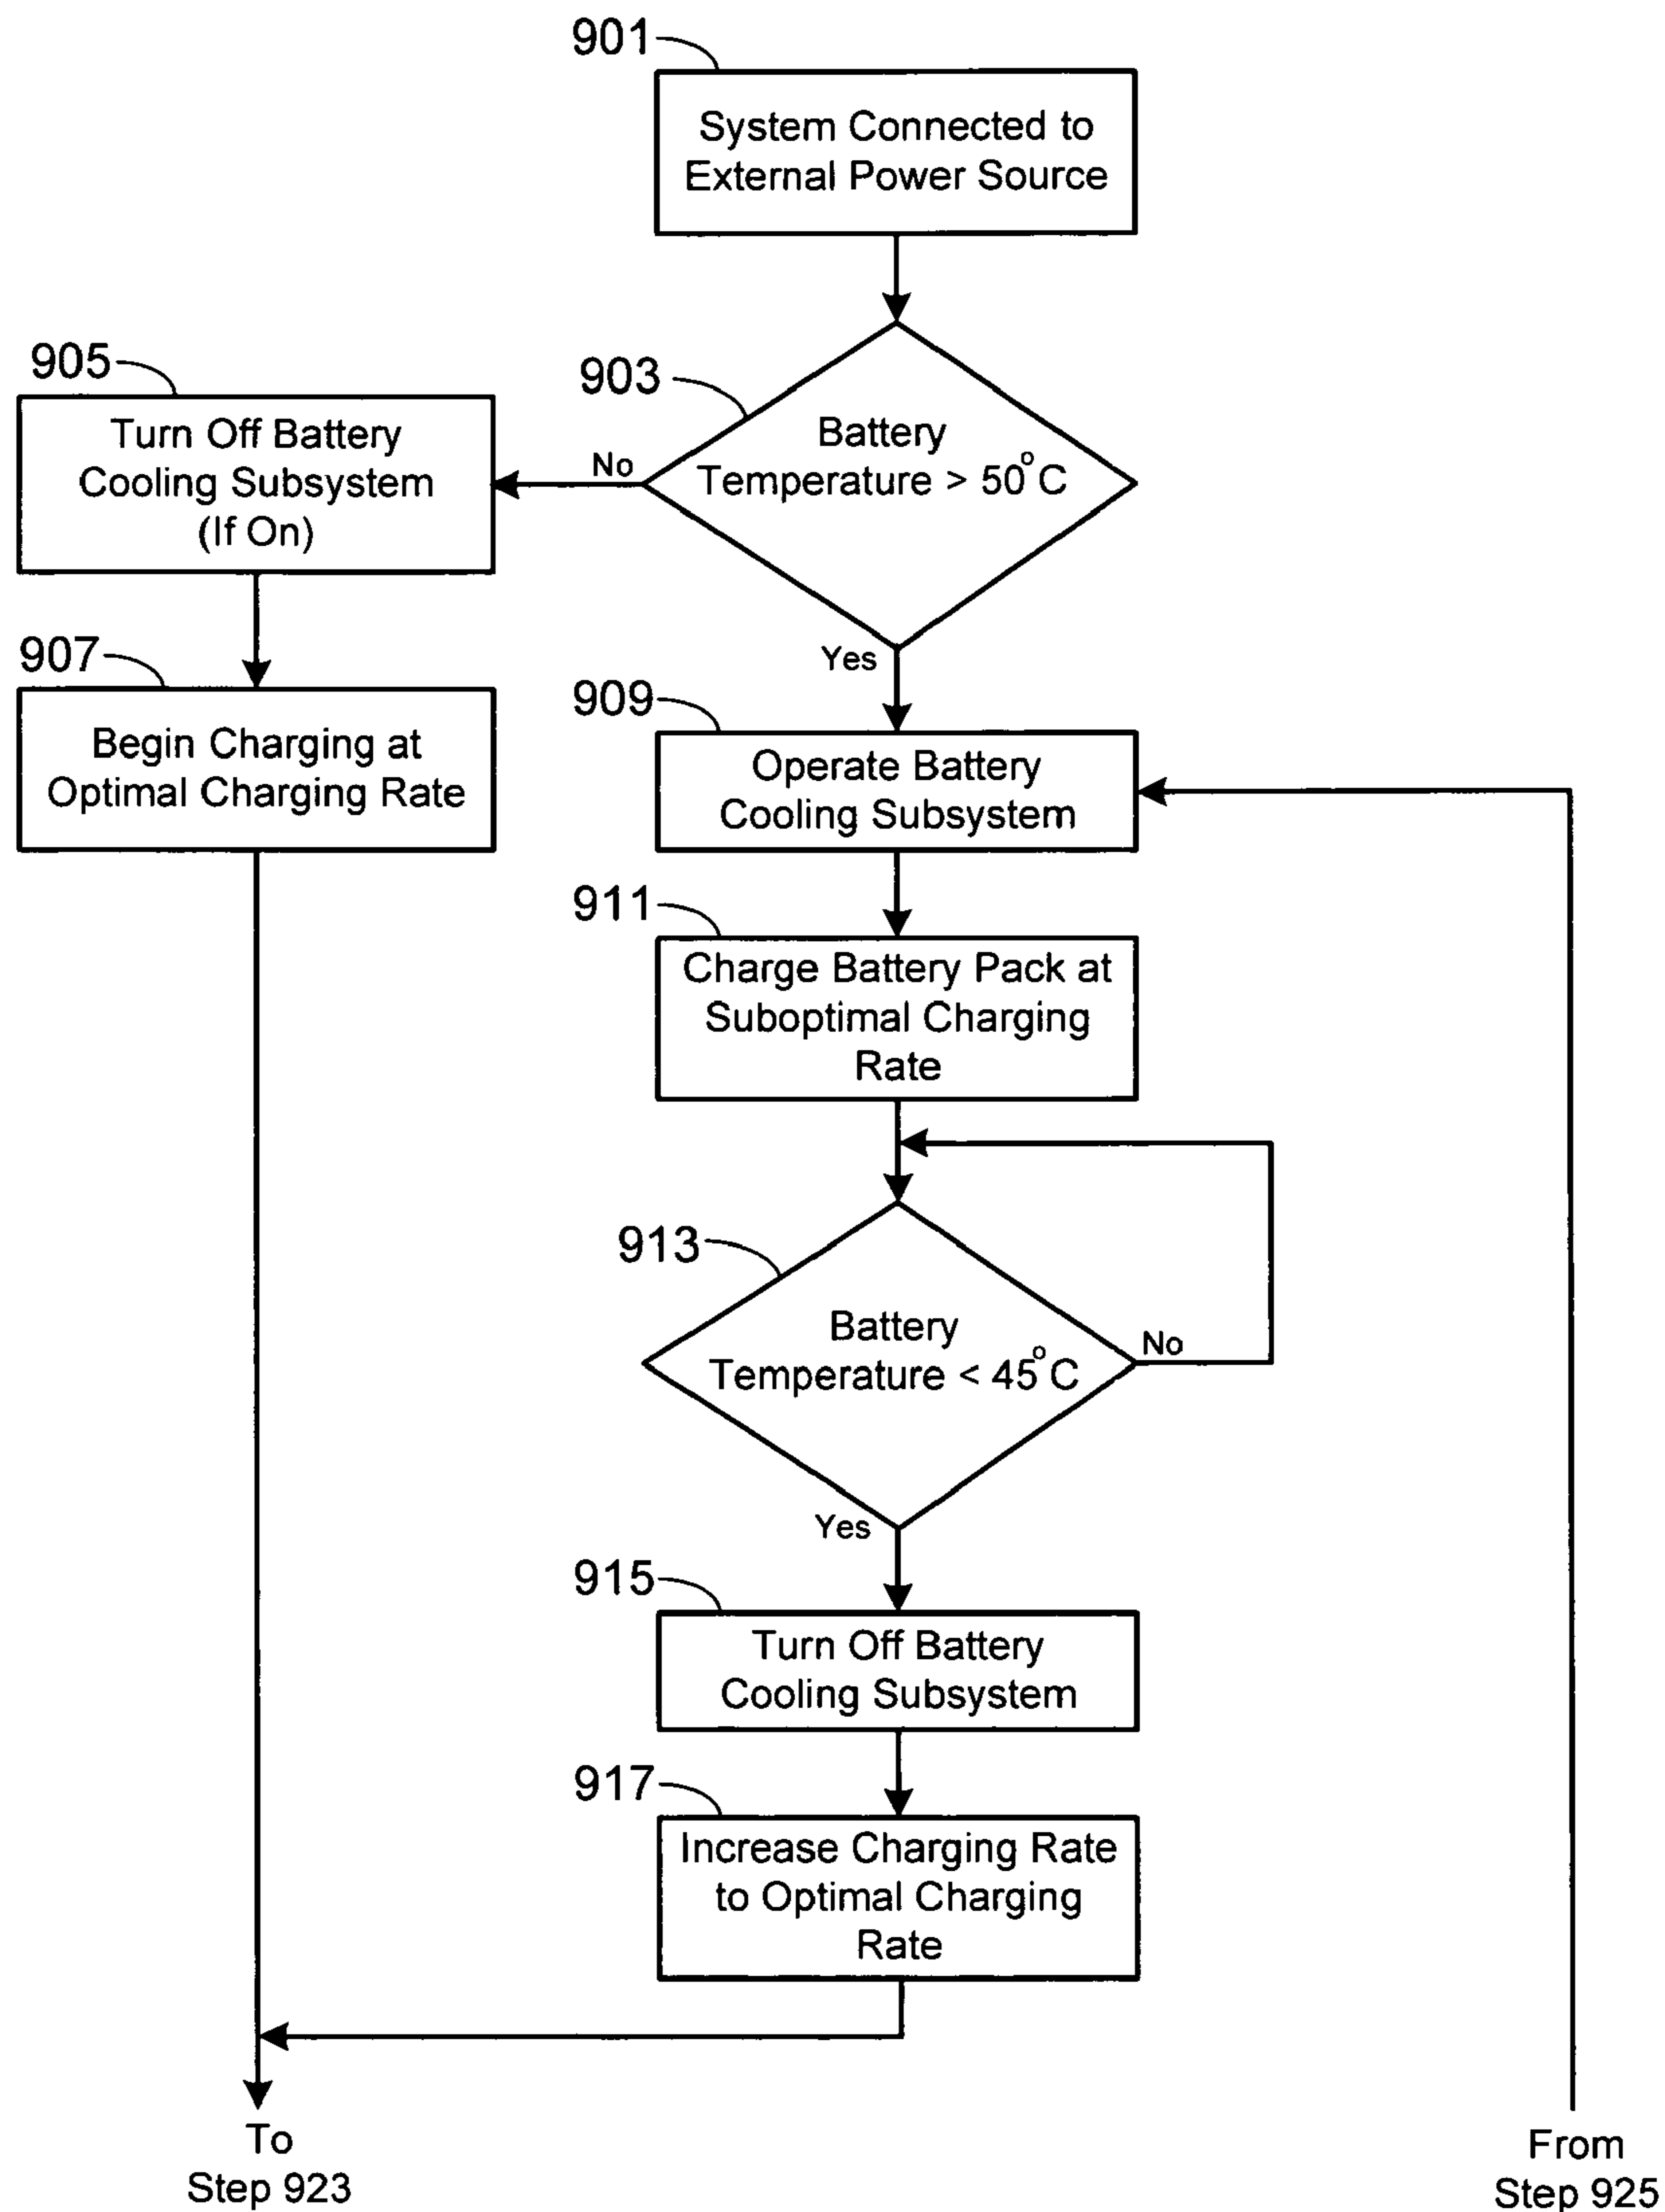 901
System Connected to
External Power Source
903
Battery
Temperature > 50°C
No
Yes
905
Turn Off Battery
Cooling Subsystem
(If On)
907
Begin Charging at
Optimal Charging Rate
909
Operate Battery
Cooling Subsystem
911
Charge Battery Pack at
Suboptimal Charging
Rate
913
Battery
Temperature < 45°C
No
Yes
915
Turn Off Battery
Cooling Subsystem
917
Increase Charging Rate
to Optimal Charging
Rate
To
Step 923
From
Step 925